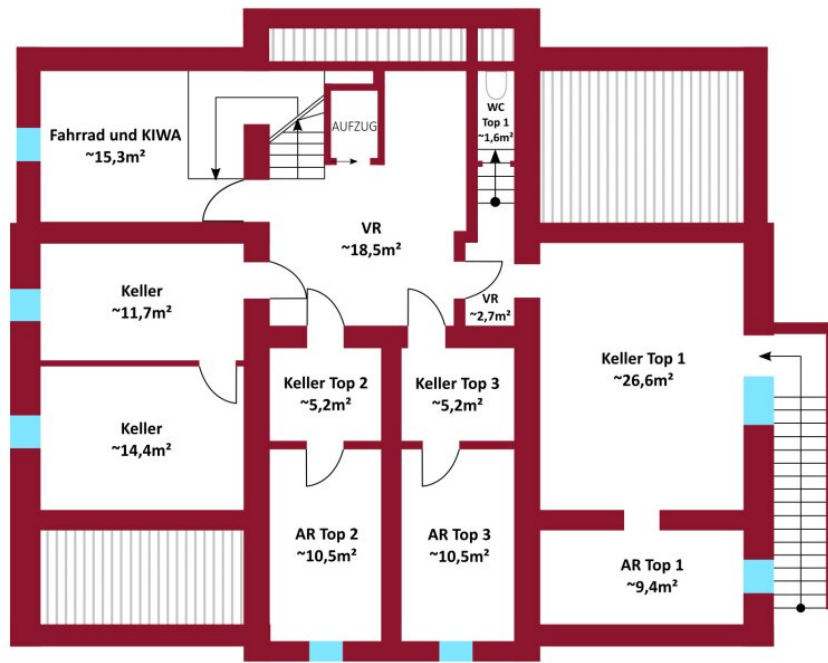 Fahrrad und KIWA
~15,3m²
AUFZUG
WC
Top 1
~1,6m²
VR
~18,5m²
Keller
~11,7m²
VR
~2,7m²
Keller Top 2
~5,2m²
Keller Top 3
~5,2m²
Keller Top 1
~26,6m²
Keller
~14,4m²
AR Top 2
~10,5m²
AR Top 3
~10,5m²
AR Top 1
~9,4m²